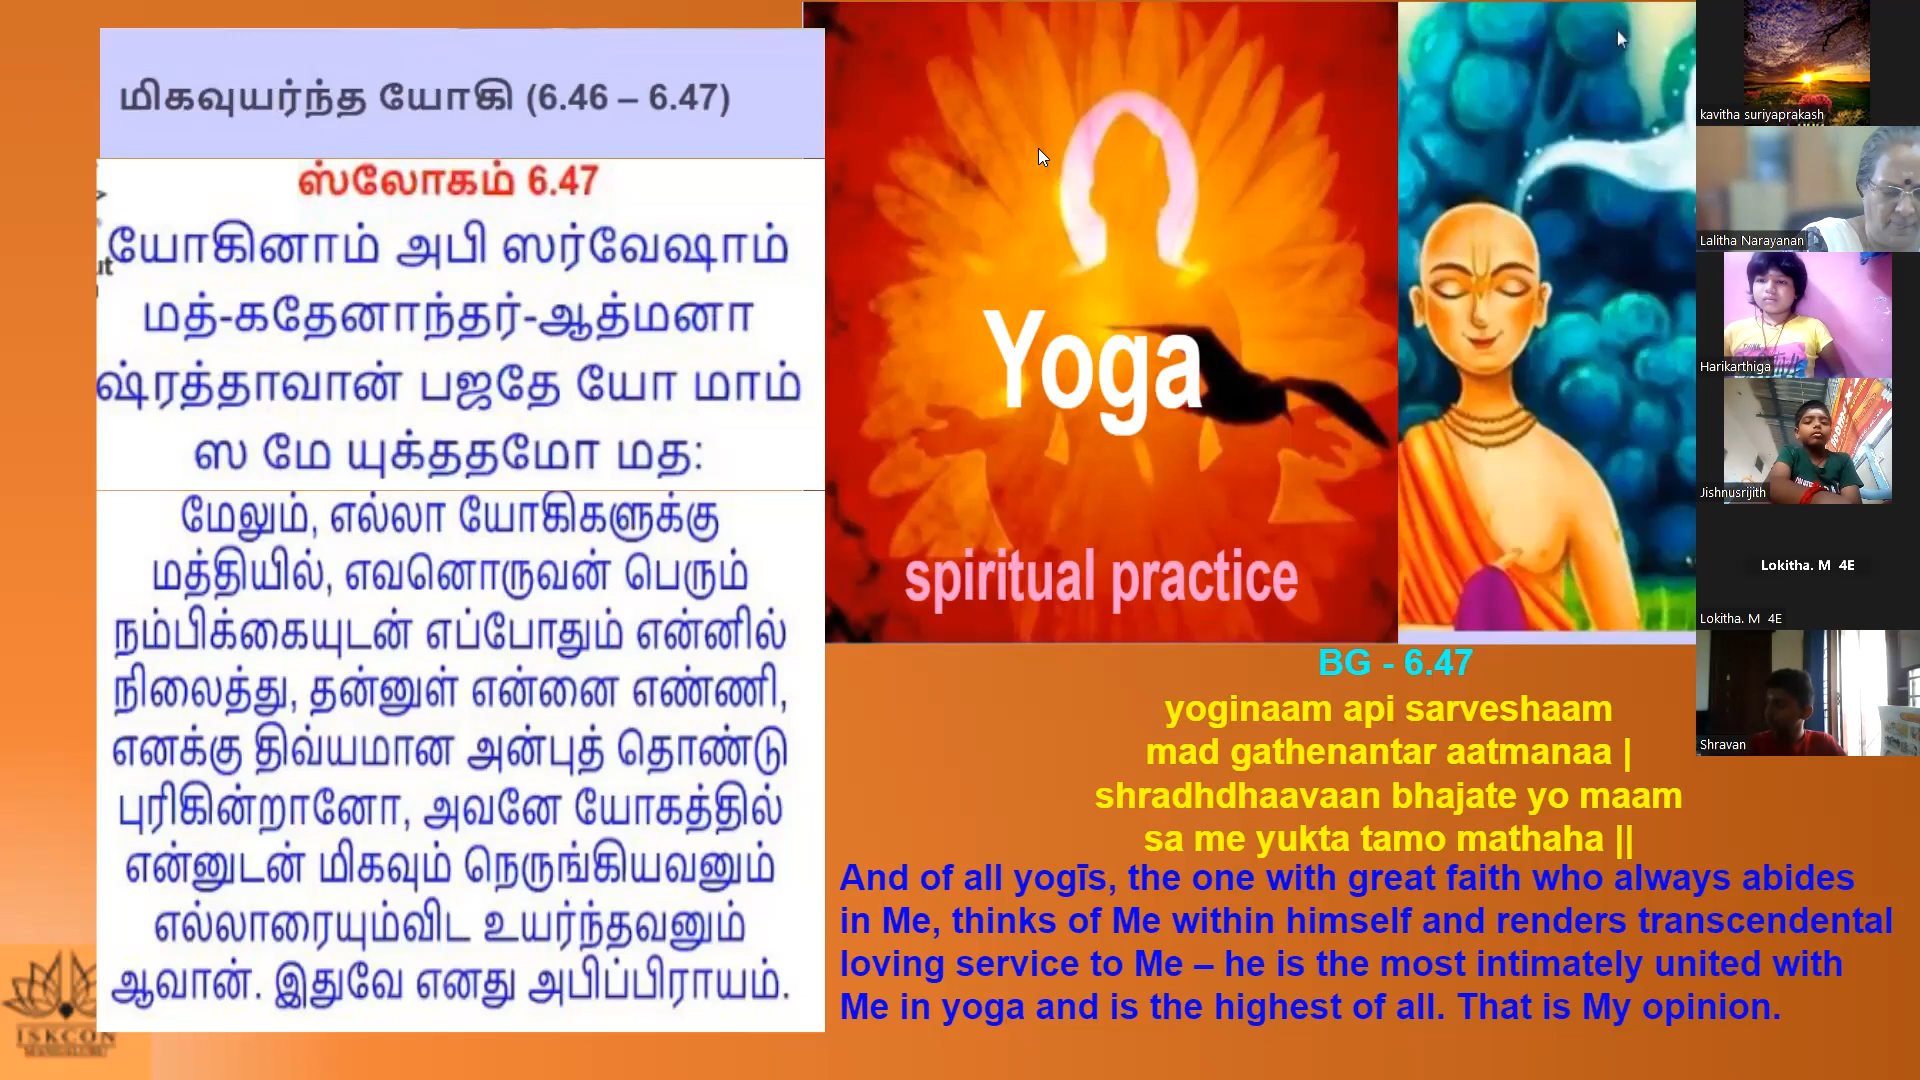 மிகவுயர்ந்த யோகி (6.46 – 6.47)
ஸ்லோகம் 6.47
யோகினாம் அபி ஸர்வேஷாம்
மத்-கதேனாந்தர்-ஆத்மனா
ஷ்ரத்தாவான் பஜதே யோ மாம்
ஸ மே யுக்ததமோ மத:
மேலும், எல்லா யோகிகளுக்கு
மத்தியில், எவனொருவன் பெரும்
நம்பிக்கையுடன் எப்போதும் என்னில்
நிலைத்து, தன்னுள் என்னை எண்ணி,
எனக்கு திவ்யமான அன்புத் தொண்டு
புரிகின்றானோ, அவனே யோகத்தில்
என்னுடன் மிகவும் நெருங்கியவனும்
எல்லாரையும்விட உயர்ந்தவனும்
ஆவான். இதுவே எனது அபிப்பிராயம்.
ISKCON
Yoga
spiritual practice
BG - 6.47
yoginaam api sarveshaam
mad gathenantar aatmanaa |
shradhdhaavaan bhajate yo maam
sa me yukta tamo mathaha ||
And of all yogīs, the one with great faith who always abides
in Me, thinks of Me within himself and renders transcendental
loving service to Me – he is the most intimately united with
Me in yoga and is the highest of all. That is My opinion.
kavitha suriyaprakash
Lalitha Narayanan
Harikarthiga
Jishnusrijith
Lokitha. M 4E
Lokitha. M 4E
Shravan